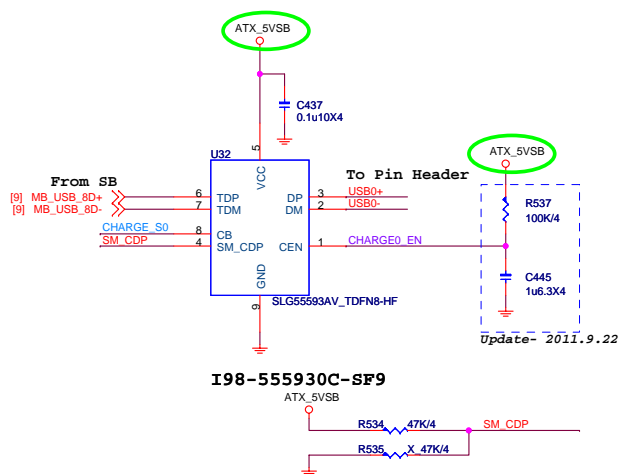 ATX_5VSB
C437
0.1u10X4
ATX_5VSB
U32
5
VCC
From SB
To Pin Header
[9] MB_USB_8D+
6
TDP
DP
3
USB0+
[9] MB_USB_8D-
7
TDM
DM
2
USB0-
R537
100K/4
CHARGE_S0
8
CB
SM_CDP
4
SM_CDP
CEN
1
CHARGE0_EN
C445
1u6.3X4
GND
9
SLG55593AV_TDFN8-HF
Update- 2011.9.22
I98-555930C-SF9
ATX_5VSB
R534
47K/4
SM_CDP
R535
X_47K/4